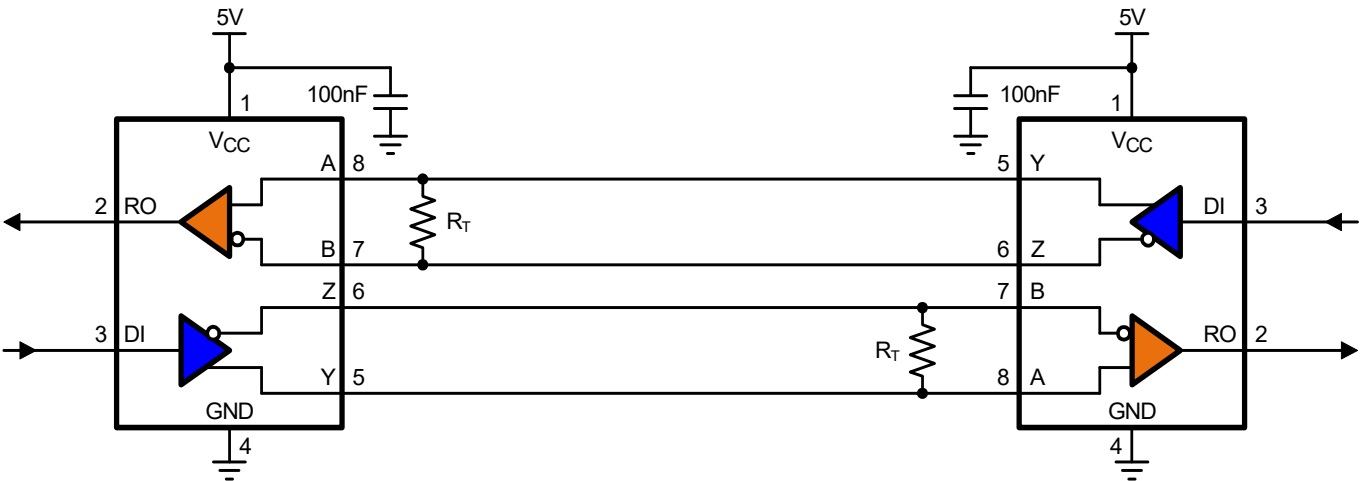 5V
100nF
1
VCC
A 8
2 RO
RT
B 7
Z 6
3 DI
Y 5
GND
4
5V
100nF
1
VCC
5 Y
DI 3
6 Z
7 B
RT
RO 2
8 A
GND
4